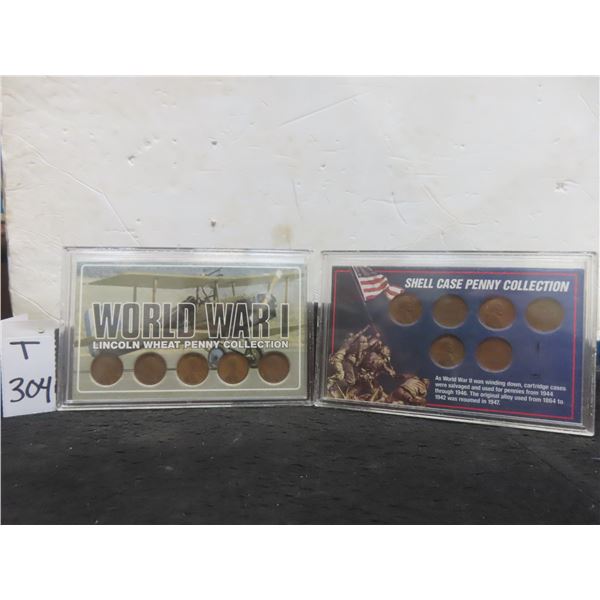 T
304
WORLD WAR I
LINCOLN WHEAT PENNY COLLECTION
SHELL CASE PENNY COLLECTION
As World War II was winding down, cartridge cases
were salvaged and used for pennies from 1944
through 1946. The original alloy used from 1864 to
1942 was resumed in 1947.